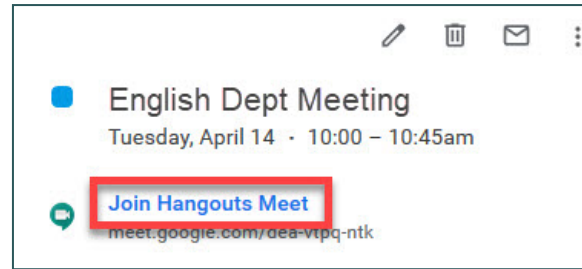 English Dept Meeting
Tuesday, April 14 · 10:00 – 10:45am
Join Hangouts Meet
meet.google.com/dea-vtpq-ntk